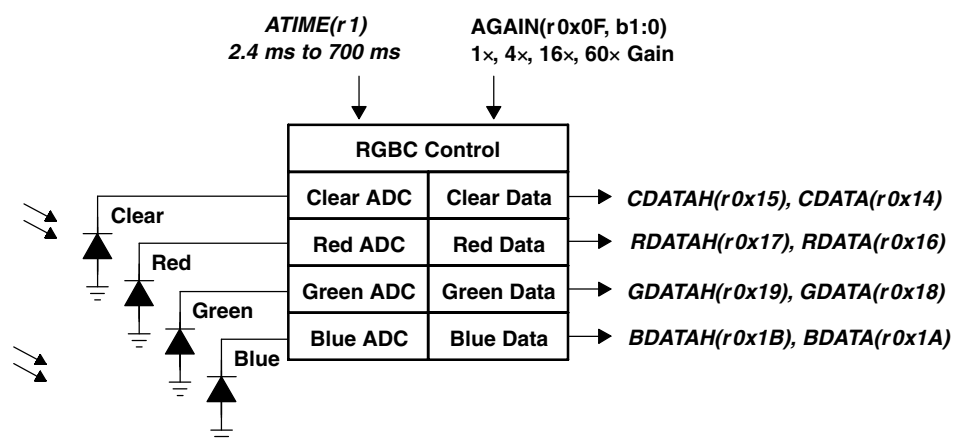 ATIME(r1)
2.4 ms to 700 ms
AGAIN(r0x0F, b1:0)
1×, 4×, 16×, 60× Gain
RGBC Control
Clear ADC
Clear Data
CDATAH(r0x15), CDATA(r0x14)
Clear
Red ADC
Red Data
RDATAH(r0x17), RDATA(r0x16)
Red
Green ADC
Green Data
GDATAH(r0x19), GDATA(r0x18)
Green
Blue ADC
Blue Data
BDATAH(r0x1B), BDATA(r0x1A)
Blue